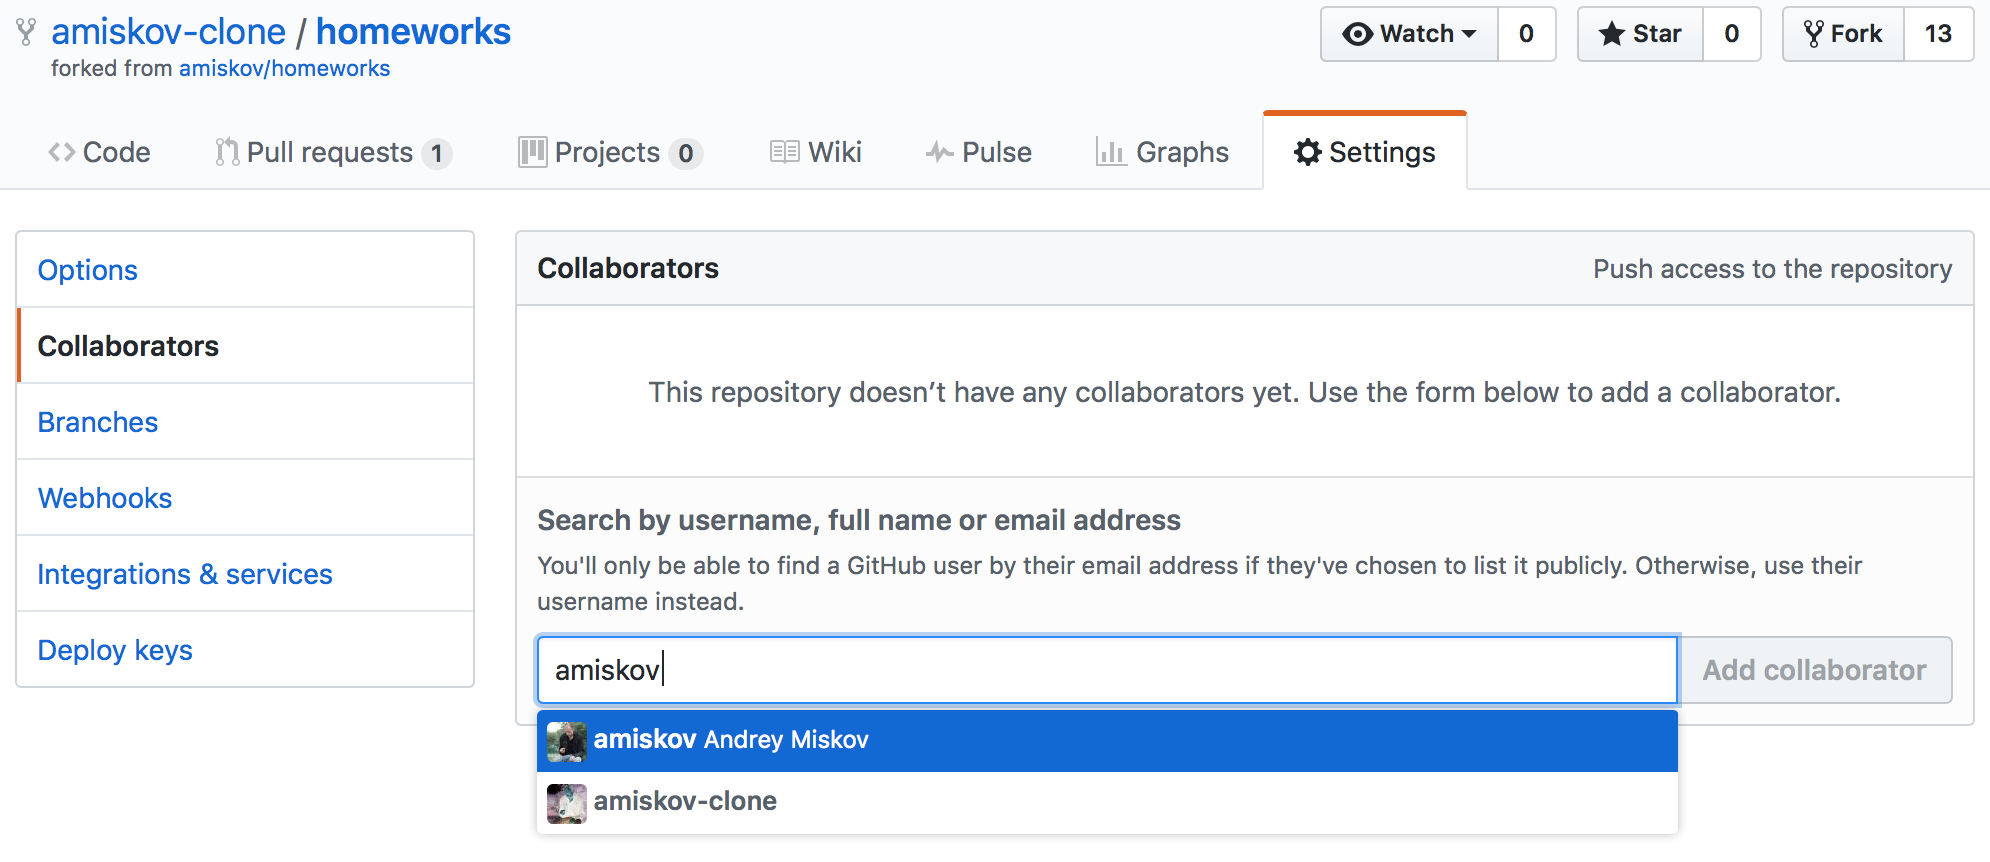 amiskov-clone / homeworks
forked from amiskov/homeworks
Watch 0
Star 0
Fork 13
Code
Pull requests 1
Projects 0
Wiki
Pulse
Graphs
Settings
Options
Collaborators
Branches
Webhooks
Integrations & services
Deploy keys
Collaborators
Push access to the repository
This repository doesn’t have any collaborators yet. Use the form below to add a collaborator.
Search by username, full name or email address
You'll only be able to find a GitHub user by their email address if they've chosen to list it publicly. Otherwise, use their
username instead.
amiskov
Add collaborator
amiskov Andrey Miskov
amiskov-clone